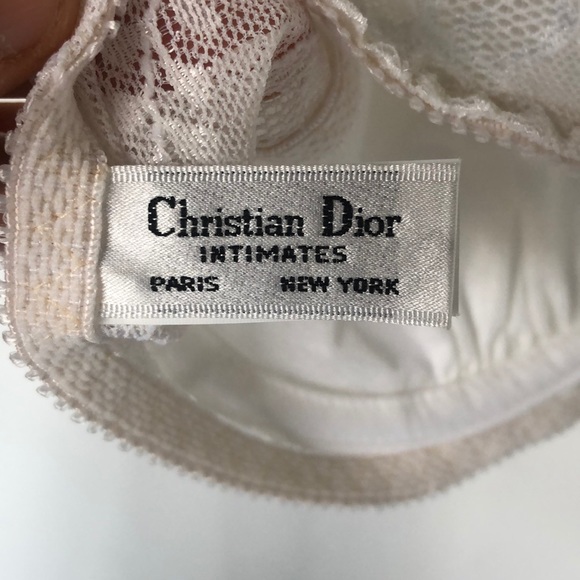 Christian Dior
INTIMATES
PARIS NEW YORK